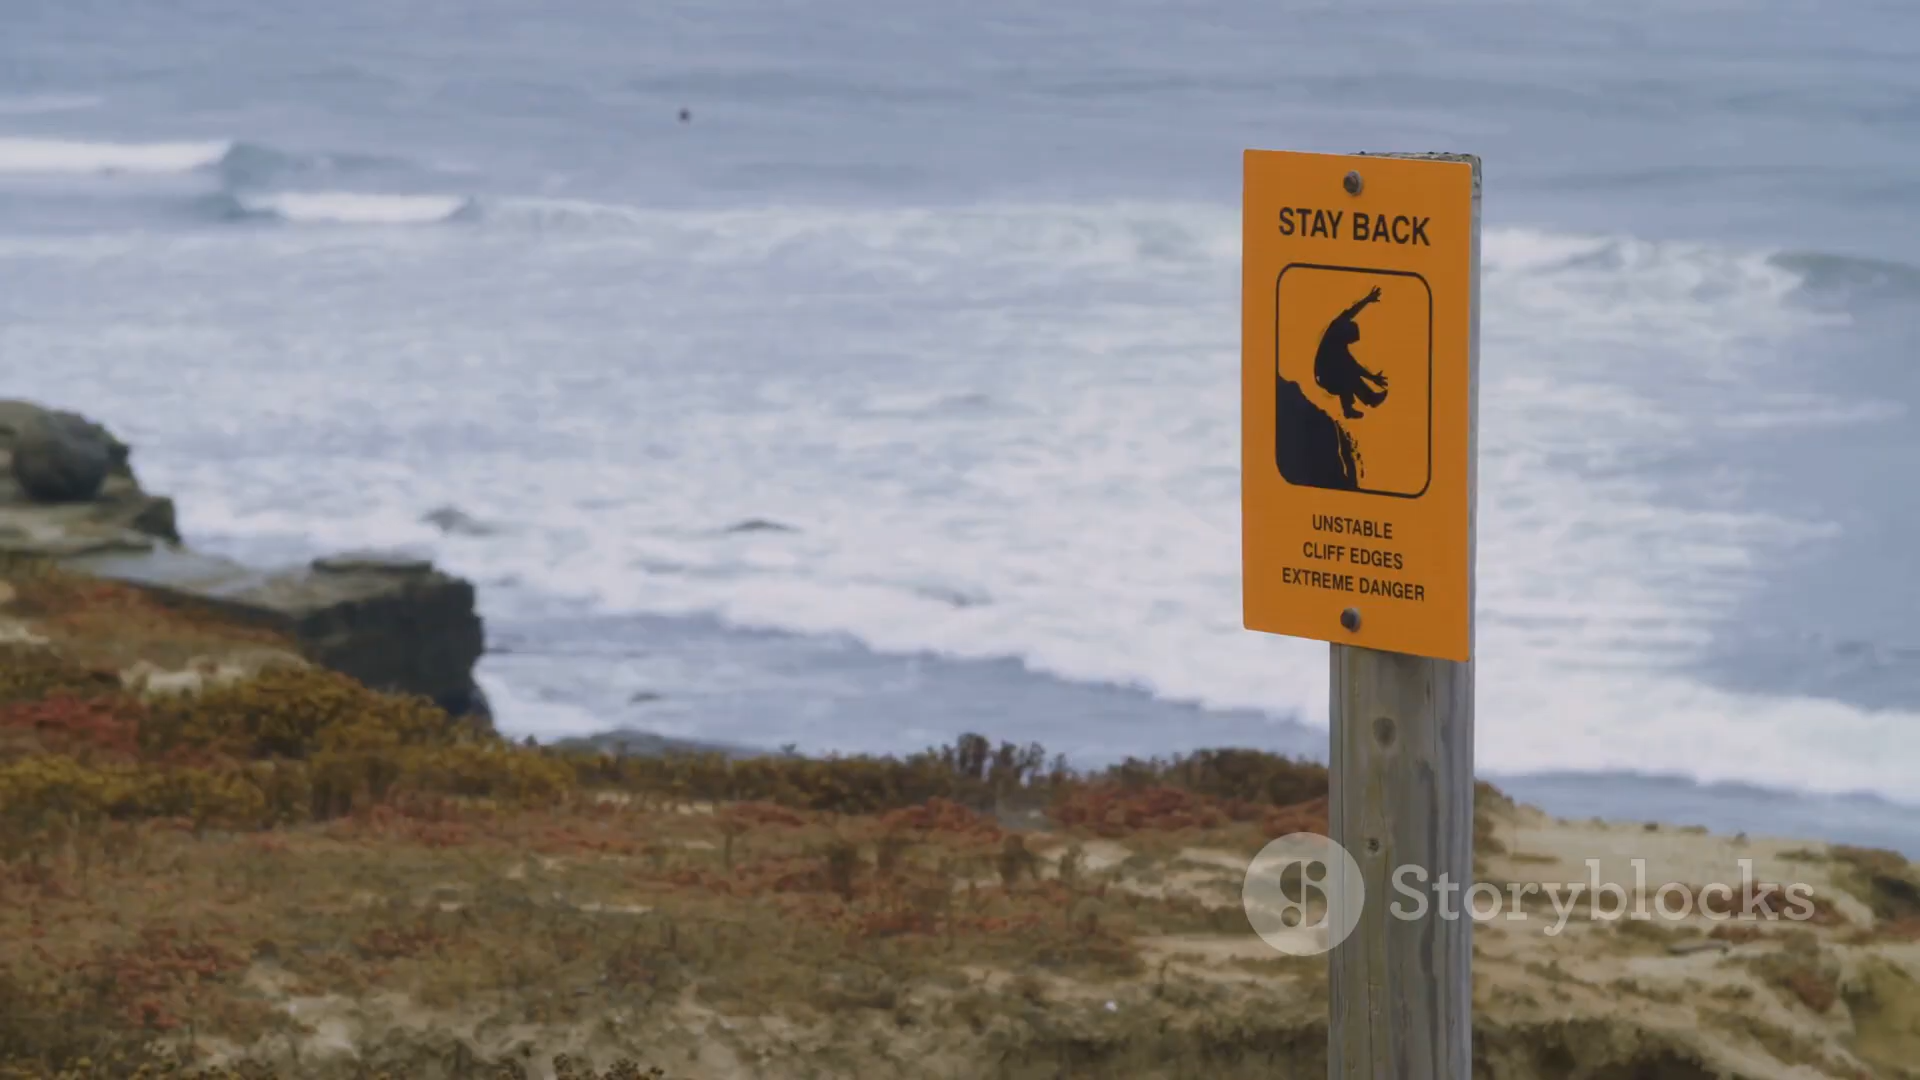 STAY BACK
UNSTABLE
CLIFF EDGES
EXTREME DANGER
Storyblocks